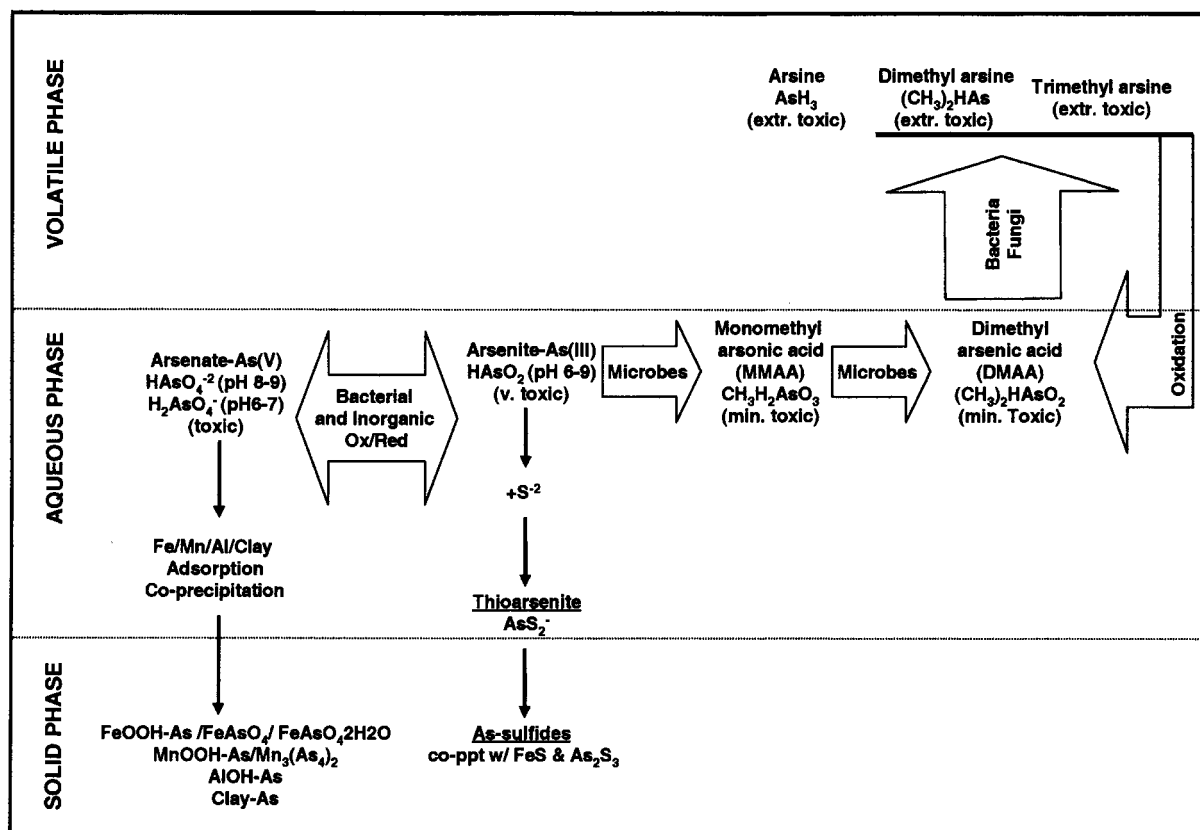 VOLATILE PHASE
Arsine
AsH₃
(extr. toxic)
Dimethyl arsine
(CH₃)₂HAs
(extr. toxic)
Trimethyl arsine
(extr. toxic)
Bacteria
Fungi
Oxidation
AQUEOUS PHASE
Arsenate-As(V)
HAsO₄⁻² (pH 8-9)
H₂AsO₄⁻ (pH6-7)
(toxic)
Bacterial
and Inorganic
Ox/Red
Arsenite-As(III)
HAsO₂ (pH 6-9)
(v. toxic)
Microbes
Monomethyl
arsonic acid
(MMAA)
CH₃H₂AsO₃
(min. toxic)
Microbes
Dimethyl
arsenic acid
(DMAA)
(CH₃)₂HAsO₂
(min. Toxic)
+S⁻²
Fe/Mn/Al/Clay
Adsorption
Co-precipitation
Thioarsenite
AsS₂⁻
SOLID PHASE
FeOOH-As /FeAsO₄/ FeAsO₄2H2O
MnOOH-As/Mn₃(As₄)₂
AlOH-As
Clay-As
As-sulfides
co-ppt w/ FeS & As₂S₃